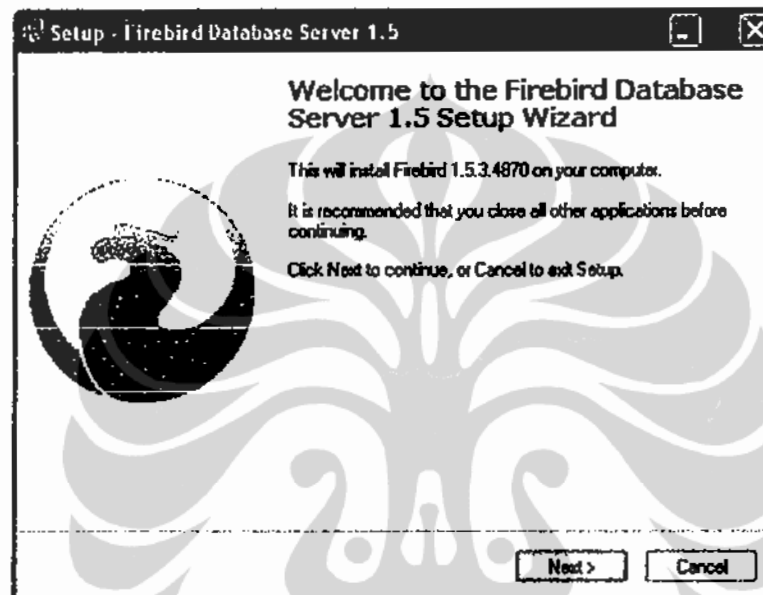 Setup - Firebird Database Server 1.5
Welcome to the Firebird Database
Server 1.5 Setup Wizard
This will install Firebird 1.5.3.4870 on your computer.
It is recommended that you close all other applications before
continuing.
Click Next to continue, or Cancel to exit Setup.
Next >
Cancel